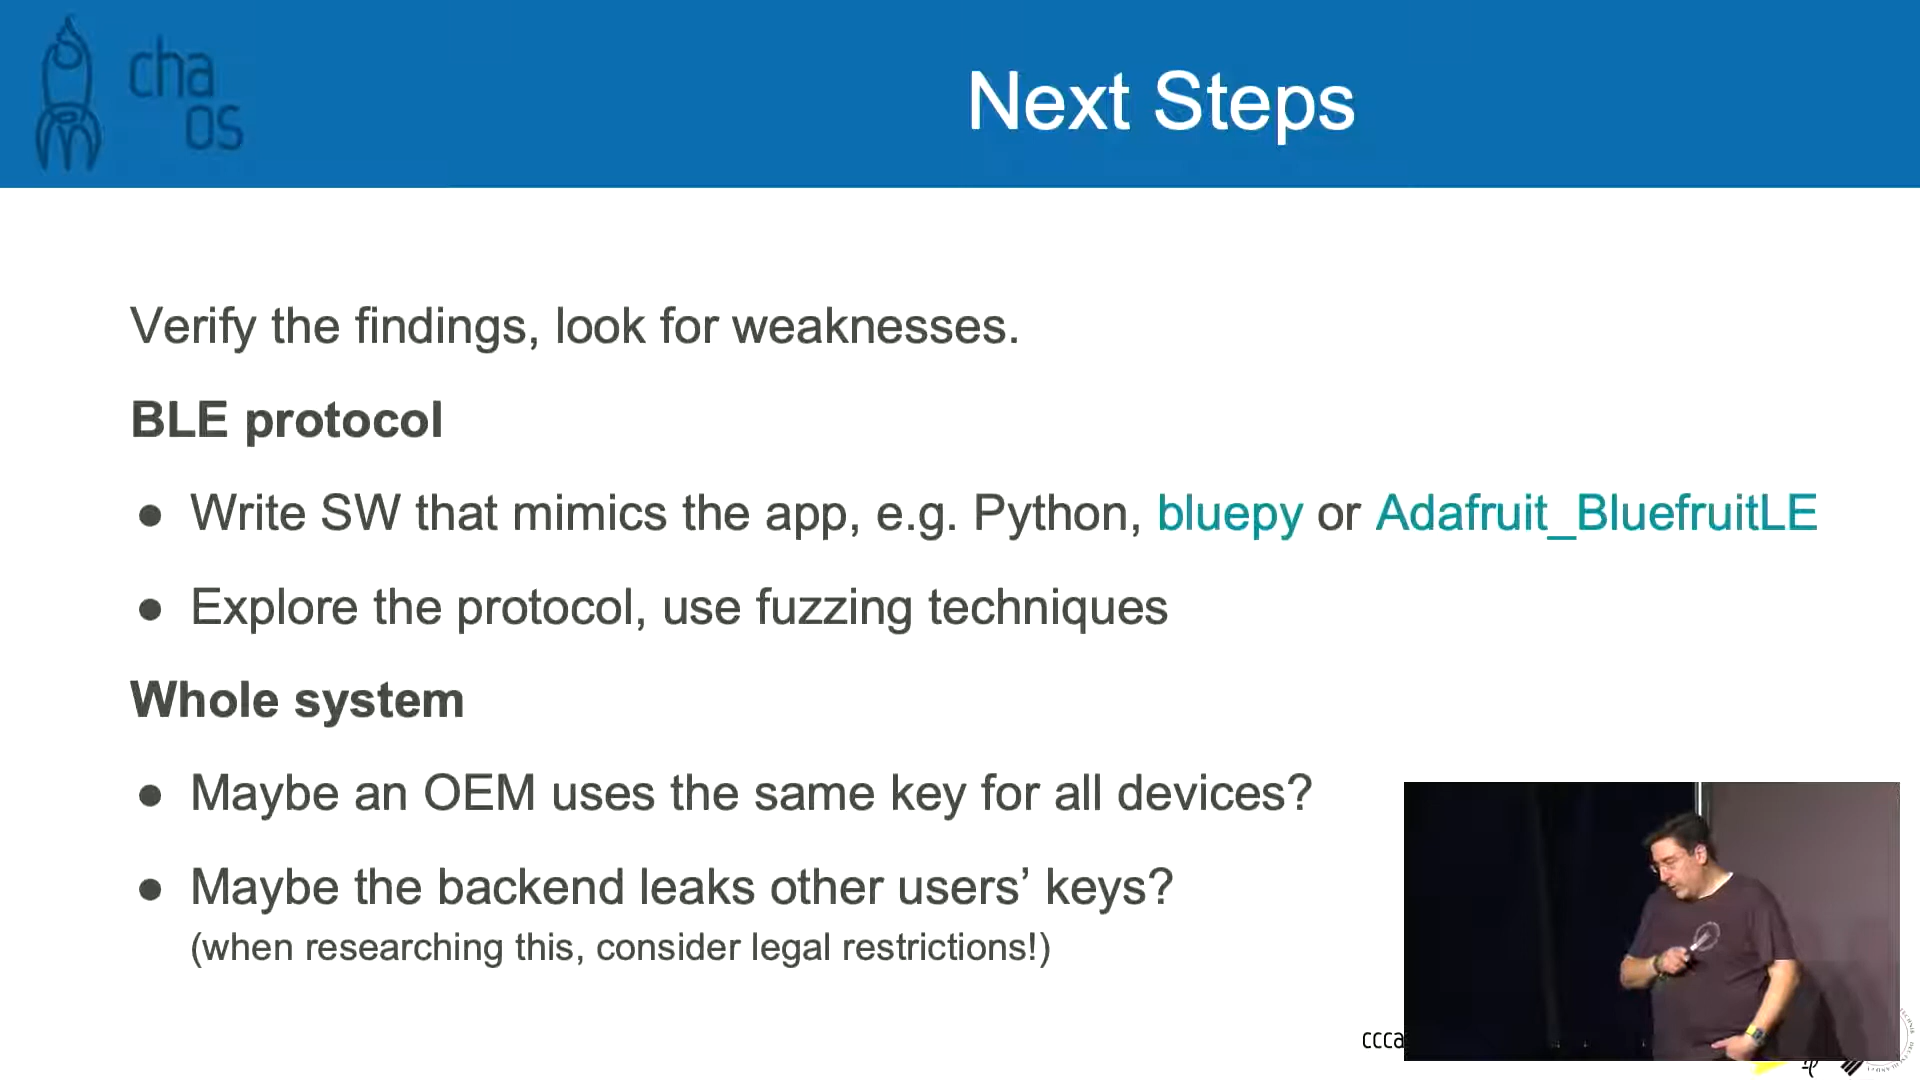 cha
os
Next Steps
Verify the findings, look for weaknesses.
BLE protocol
● Write SW that mimics the app, e.g. Python, bluepy or Adafruit_BluefruitLE
● Explore the protocol, use fuzzing techniques
Whole system
● Maybe an OEM uses the same key for all devices?
● Maybe the backend leaks other users’ keys?
(when researching this, consider legal restrictions!)
ccca